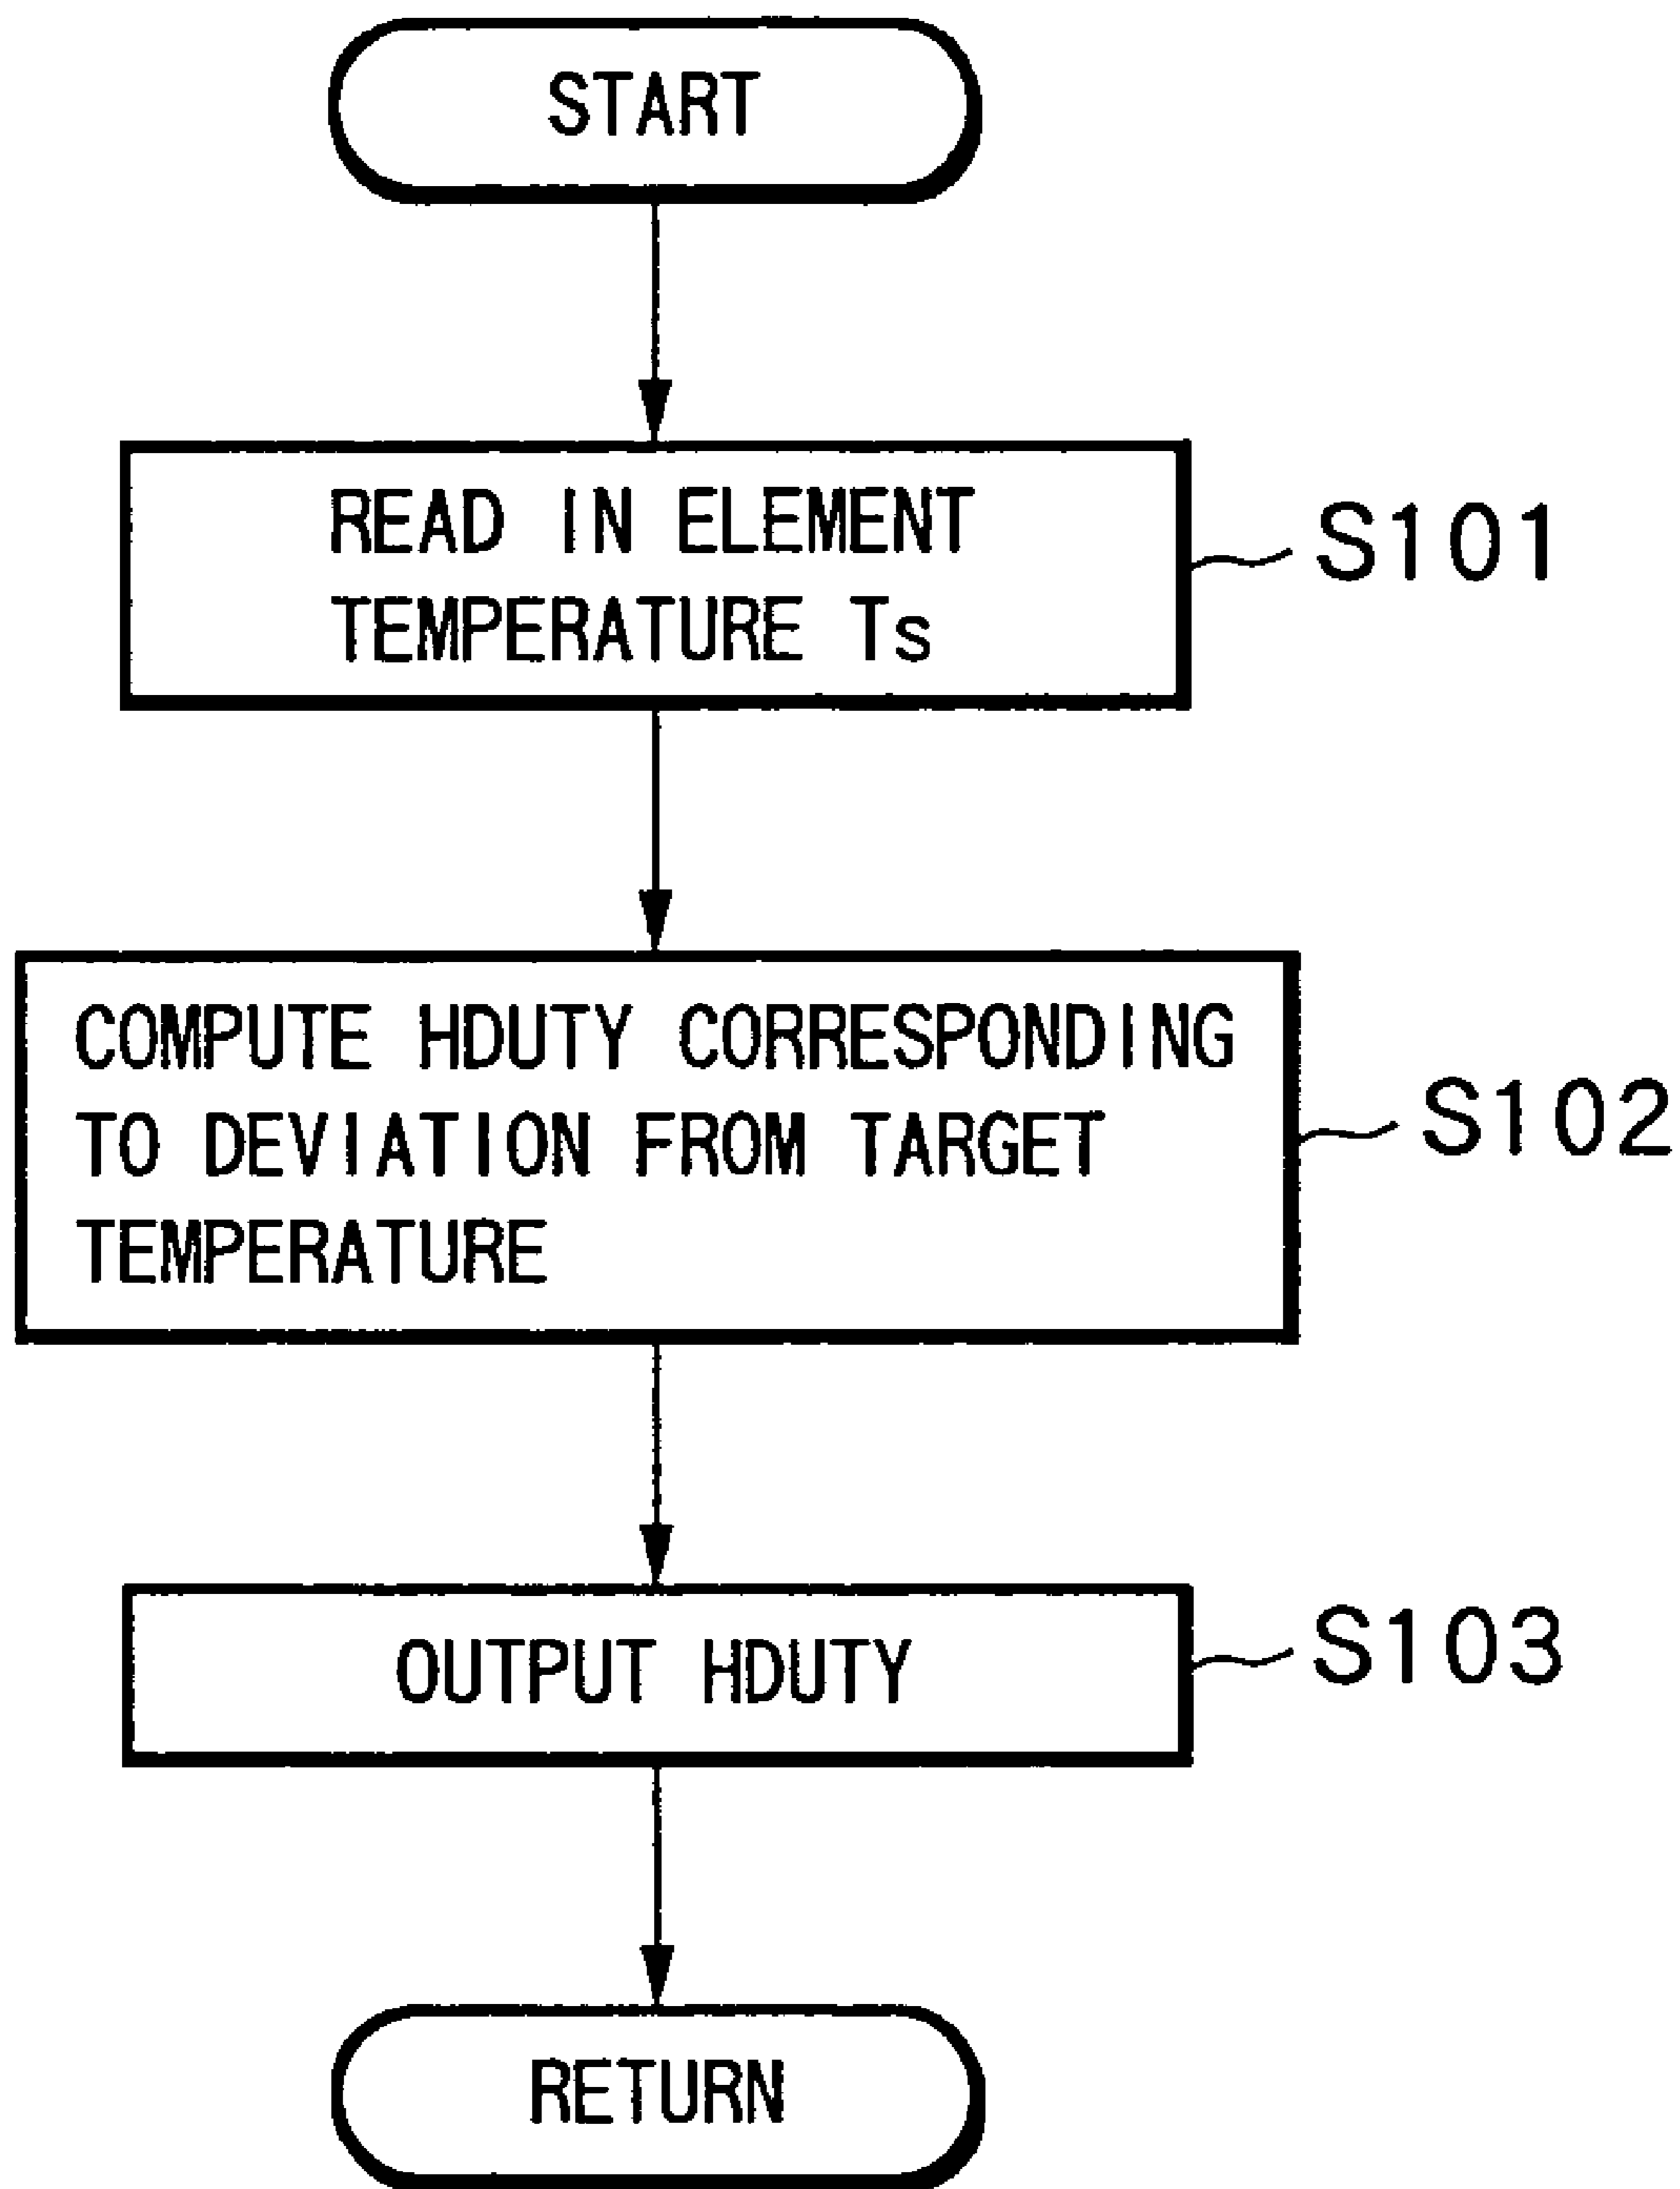 START
READ IN ELEMENT
TEMPERATURE Ts
S101
COMPUTE HDUTY CORRESPONDING
TO DEVIATION FROM TARGET
TEMPERATURE
S102
OUTPUT HDUTY
S103
RETURN